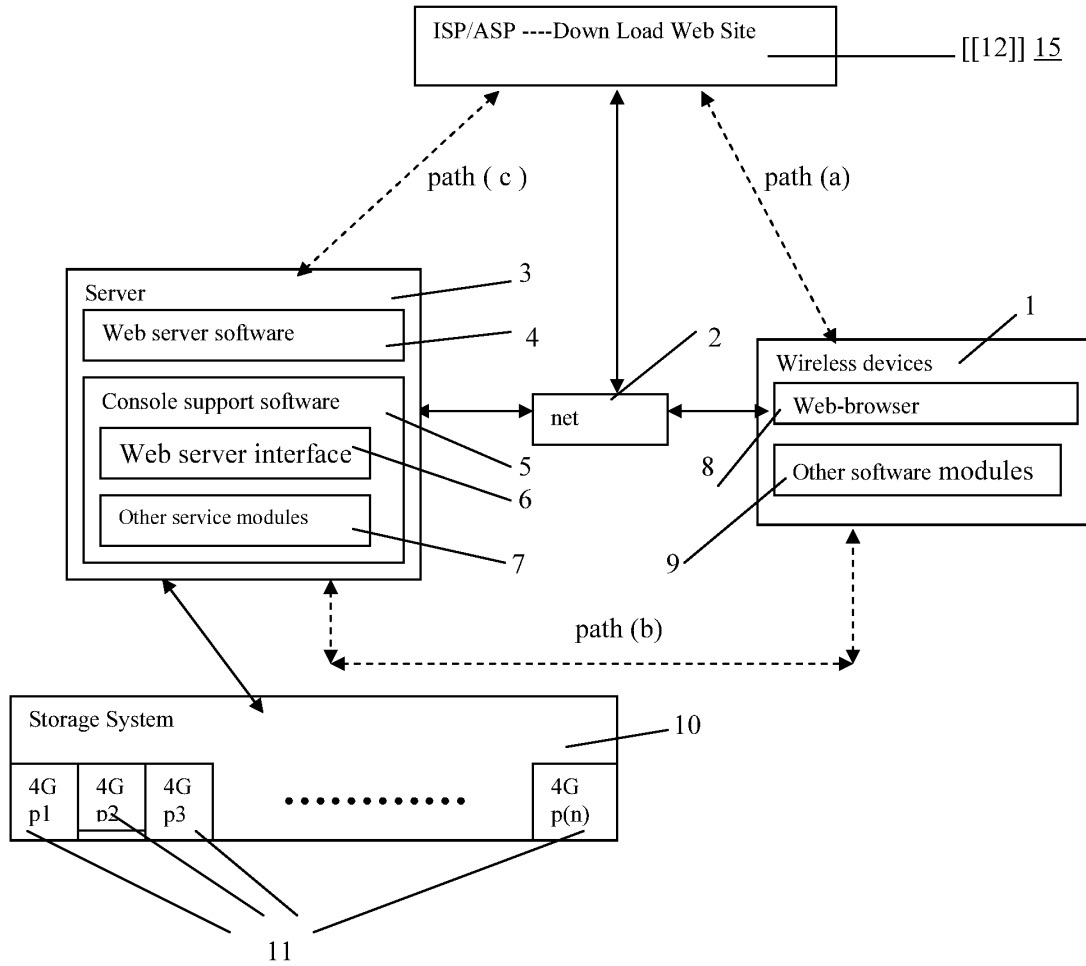 ISP/ASP ----Down Load Web Site
[[12]] 15
path ( c )
path (a)
3
Server
Web server software
4
2
1
Wireless devices
Console support software
5
net
Web-browser
8
Web server interface
6
Other software modules
9
Other service modules
7
path (b)
Storage System
10
4G
p1
4G
p2
4G
p3
............
4G
p(n)
11